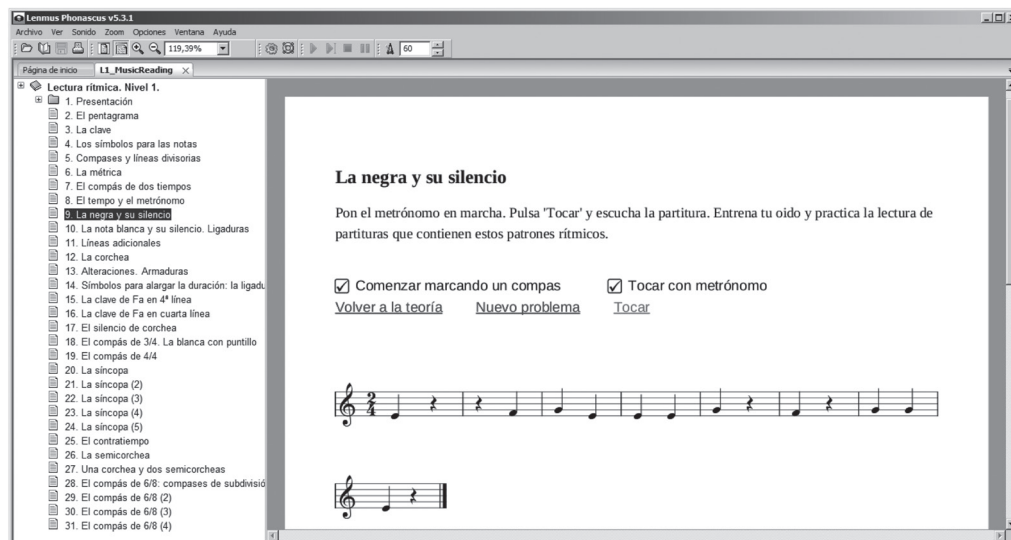 Lenmus Phonascus v5.3.1
Archivo Ver Sonido Zoom Opciones Ventana Ayuda
119,39% 60
Página de inicio L1_MusicReading
Lectura rítmica. Nivel 1.
1. Presentación
2. El pentagrama
3. La clave
4. Los símbolos para las notas
5. Compases y líneas divisorias
6. La métrica
7. El compás de dos tiempos
8. El tempo y el metrónomo
9. La negra y su silencio
10. La nota blanca y su silencio. Ligaduras
11. Líneas adicionales
12. La corchea
13. Alteraciones. Armaduras
14. Símbolos para alargar la duración: la ligadu
15. La clave de Fa en 4ª línea
16. La clave de Fa en cuarta línea
17. El silencio de corchea
18. El compás de 3/4. La blanca con puntillo
19. El compás de 4/4
20. La síncopa
21. La síncopa (2)
22. La síncopa (3)
23. La síncopa (4)
24. La síncopa (5)
25. El contratiempo
26. La semicorchea
27. Una corchea y dos semicorcheas
28. El compás de 6/8: compases de subdivisió
29. El compás de 6/8 (2)
30. El compás de 6/8 (3)
31. El compás de 6/8 (4)
La negra y su silencio
Pon el metrónomo en marcha. Pulsa 'Tocar' y escucha la partitura. Entrena tu oido y practica la lectura de
partituras que contienen estos patrones rítmicos.
Comenzar marcando un compas Tocar con metrónomo
Volver a la teoría Nuevo problema Tocar
2
4